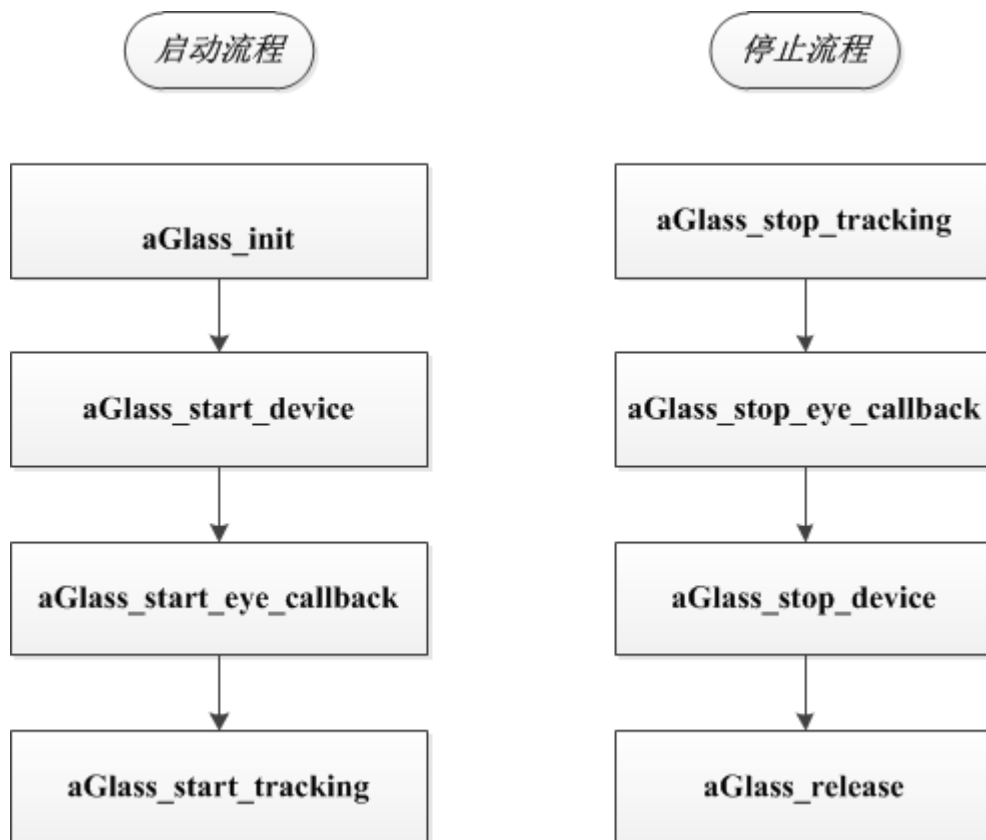 启动流程
aGlass_init
aGlass_start_device
aGlass_start_eye_callback
aGlass_start_tracking
停止流程
aGlass_stop_tracking
aGlass_stop_eye_callback
aGlass_stop_device
aGlass_release